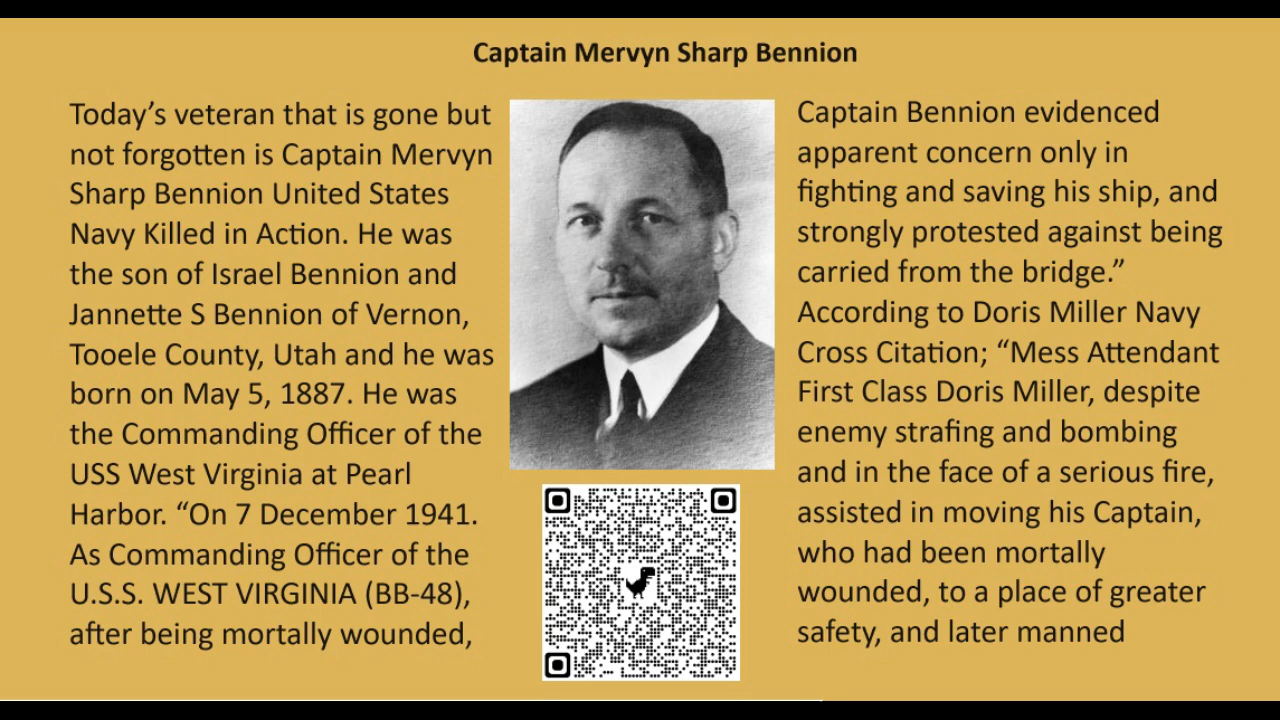 Captain Mervyn Sharp Bennion
Today’s veteran that is gone but
not forgotten is Captain Mervyn
Sharp Bennion United States
Navy Killed in Action. He was
the son of Israel Bennion and
Jannette S Bennion of Vernon,
Tooele County, Utah and he was
born on May 5, 1887. He was
the Commanding Officer of the
USS West Virginia at Pearl
Harbor. “On 7 December 1941.
As Commanding Officer of the
U.S.S. WEST VIRGINIA (BB-48),
after being mortally wounded,
Captain Bennion evidenced
apparent concern only in
fighting and saving his ship, and
strongly protested against being
carried from the bridge.”
According to Doris Miller Navy
Cross Citation; “Mess Attendant
First Class Doris Miller, despite
enemy strafing and bombing
and in the face of a serious fire,
assisted in moving his Captain,
who had been mortally
wounded, to a place of greater
safety, and later manned